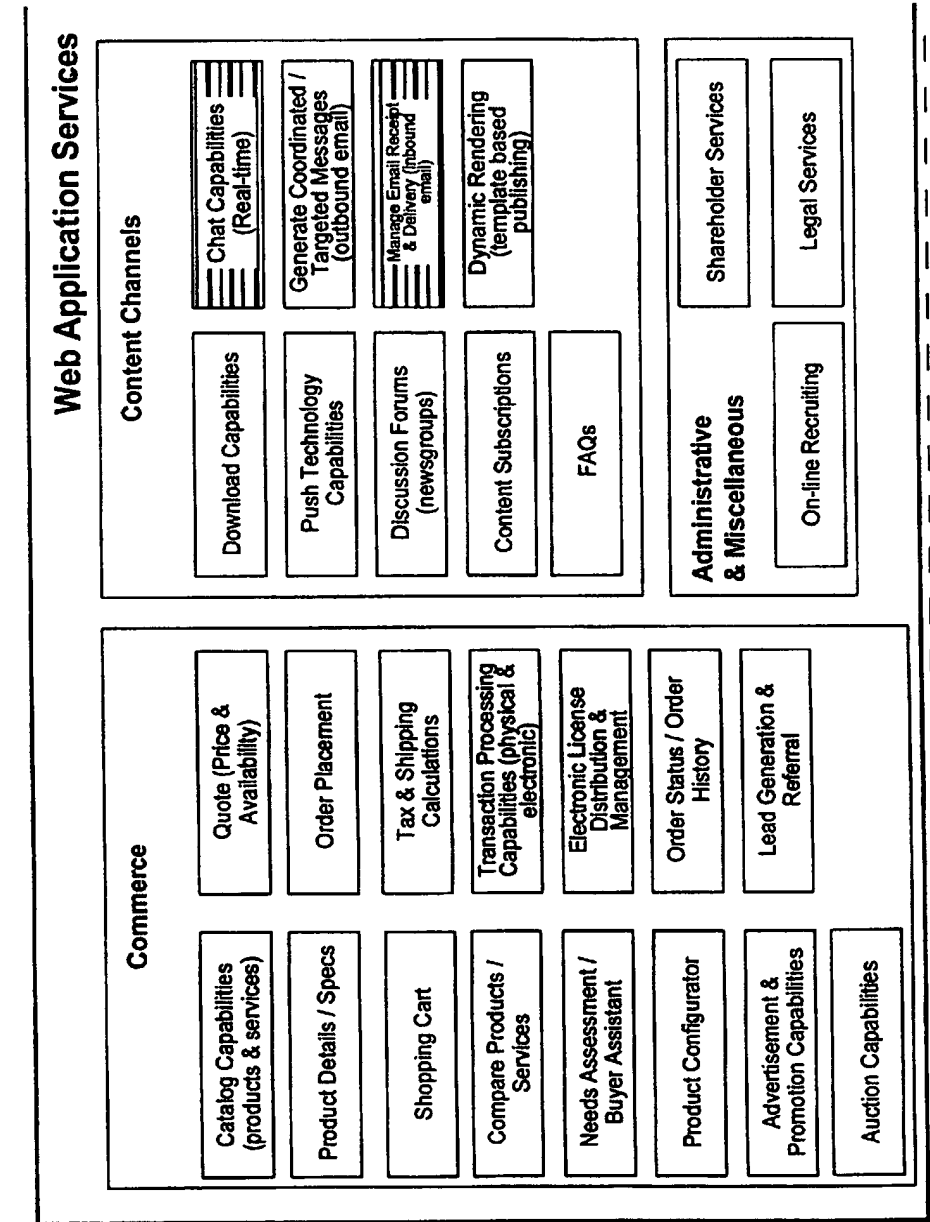 Web Application Services
Commerce
Catalog Capabilities
(products & services)
Quote (Price &
Availability)
Product Details / Specs
Order Placement
Shopping Cart
Tax & Shipping
Calculations
Compare Products /
Services
Transaction Processing
Capabilities (physical &
electronic)
Needs Assessment /
Buyer Assistant
Electronic License
Distribution &
Management
Product Configurator
Order Status / Order
History
Advertisement &
Promotion Capabilities
Lead Generation &
Referral
Auction Capabilities
Content Channels
Download Capabilities
Chat Capabilities
(Real-time)
Push Technology
Capabilities
Generate Coordinated /
Targeted Messages
(outbound email)
Discussion Forums
(newsgroups)
Manage Email Receipt
& Delivery (Inbound
email)
Content Subscriptions
Dynamic Rendering
(template based
publishing)
FAQs
Administrative
& Miscellaneous
Shareholder Services
On-line Recruiting
Legal Services